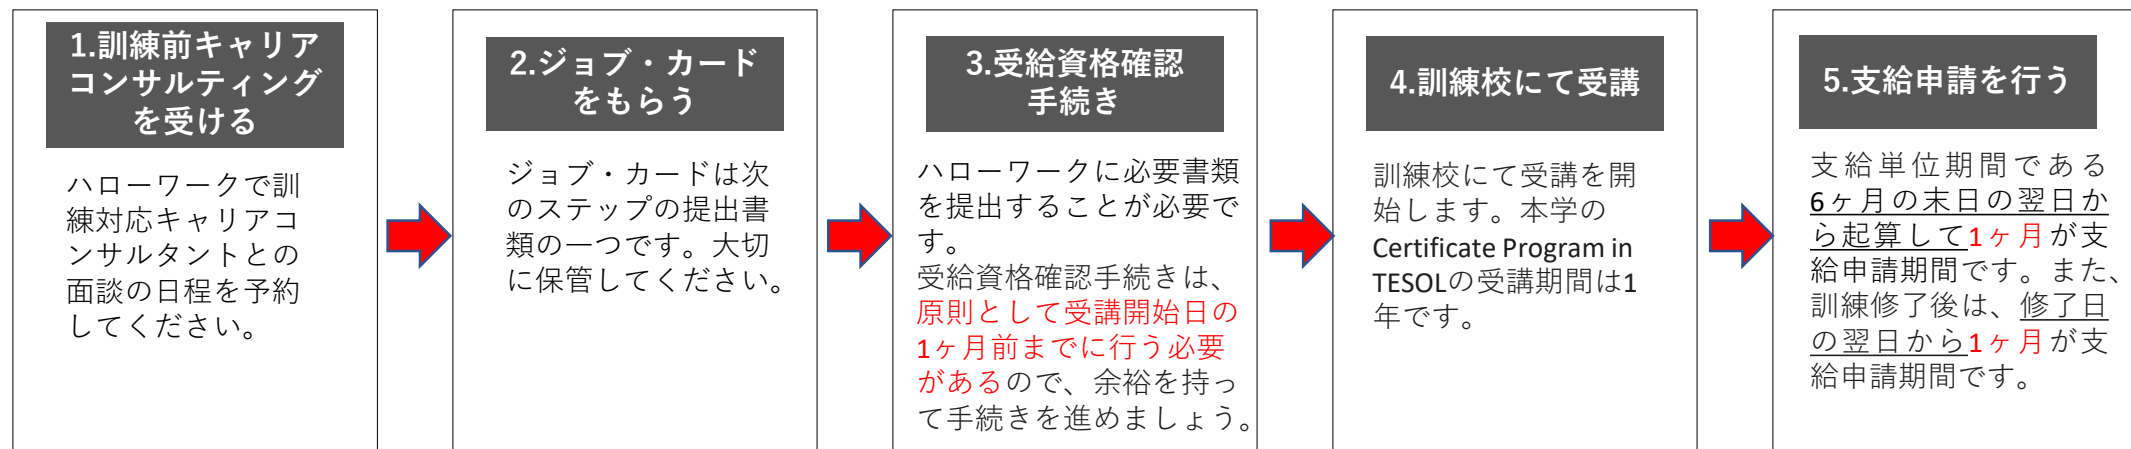 1.訓練前キャリア
コンサルティング
を受ける
ハローワークで訓
練対応キャリアコ
ンサルタントとの
面談の日程を予約
してください。
2.ジョブ・カード
をもらう
ジョブ・カードは次
のステップの提出書
類の一つです。大切
に保管してください。
3.受給資格確認
手続き
ハローワークに必要書類
を提出することが必要で
す。
受給資格確認手続きは、
原則として受講開始日の
1ヶ月前までに行う必要
があるので、余裕を持っ
て手続きを進めましょう。
4.訓練校にて受講
訓練校にて受講を開
始します。本学の
Certificate Program in
TESOLの受講期間は1
年です。
5.支給申請を行う
支給単位期間である
6ヶ月の末日の翌日か
ら起算して1ヶ月が支
給申請期間です。また、
訓練修了後は、修了日
の翌日から1ヶ月が支
給申請期間です。